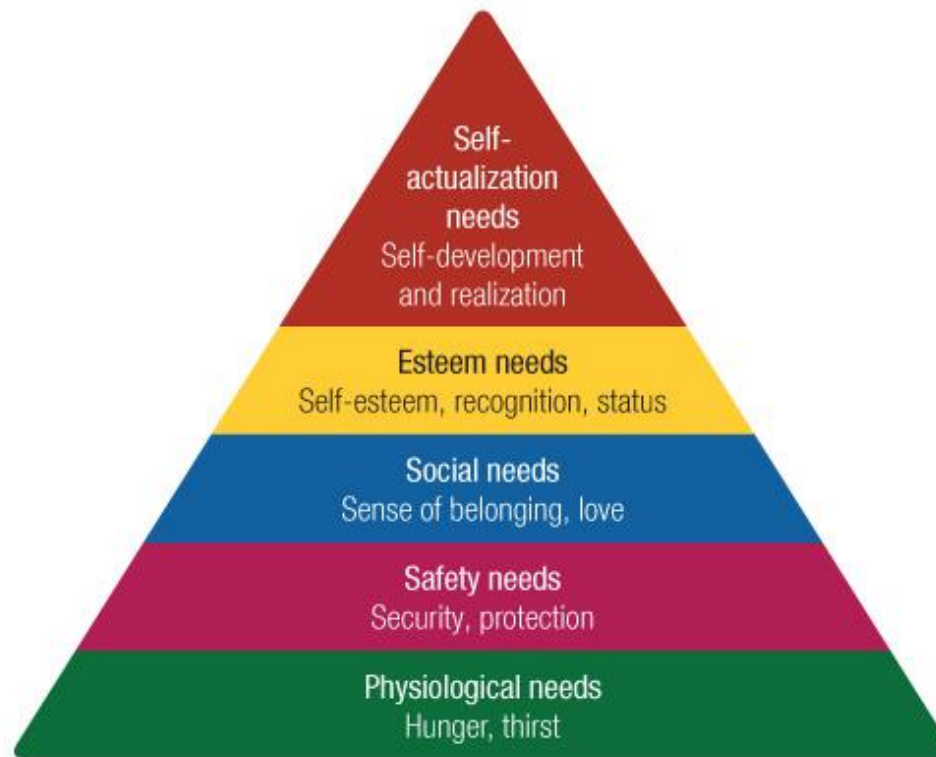 Self-
actualization
needs
Self-development
and realization
Esteem needs
Self-esteem, recognition, status
Social needs
Sense of belonging, love
Safety needs
Security, protection
Physiological needs
Hunger, thirst